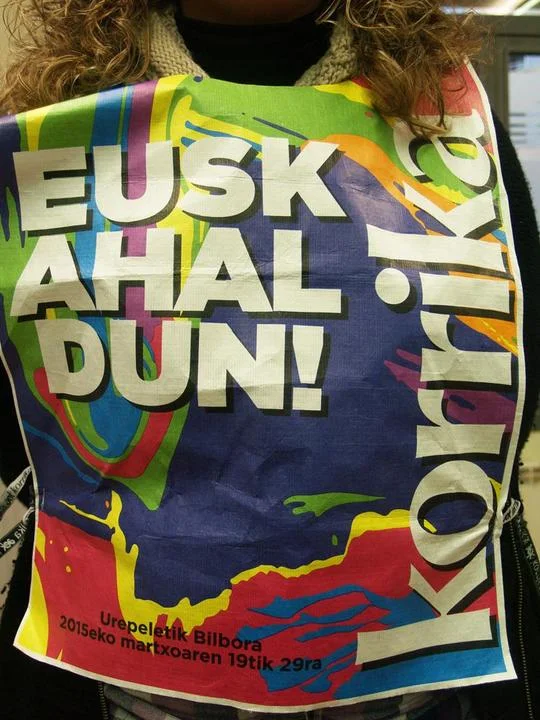 EUSK
AHAL
DUN!
korrika
Urepeletik Bilbora
2015eko martxoaren 19tik 29ra